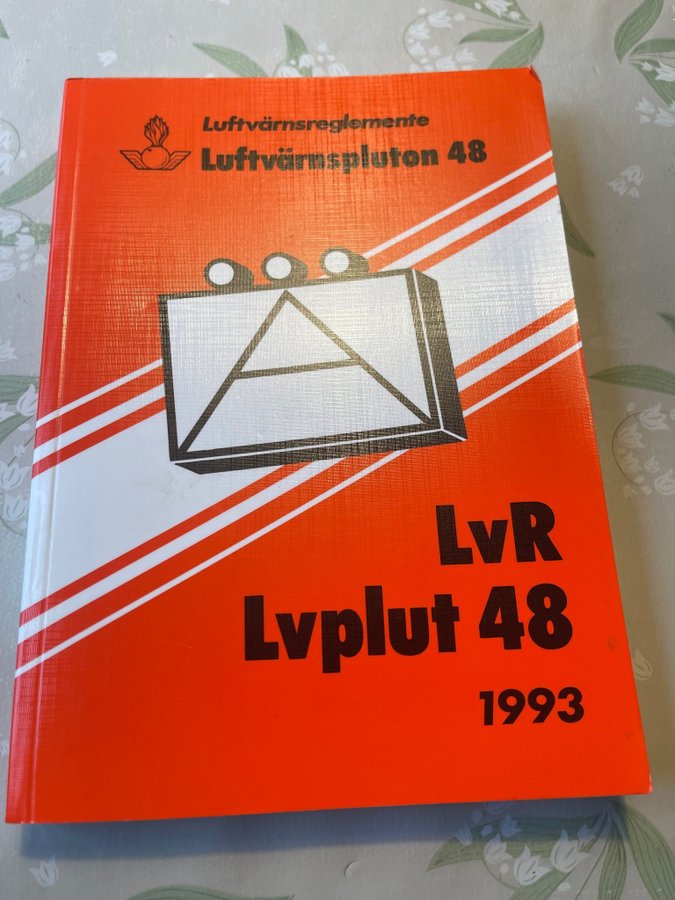 Luftvärnsreglemente
Luftvärnspluton 48
LvR
Lvplut 48
1993